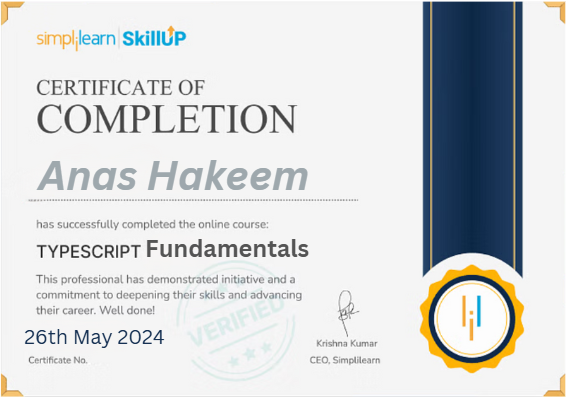 simplilearn | SkillUP
CERTIFICATE OF
COMPLETION
Anas Hakeem
has successfully completed the online course:
TYPESCRIPT Fundamentals
This professional has demonstrated initiative and a
commitment to deepening their skills and advancing
their career. Well done!
VERIFIED
26th May 2024
Certificate No.
Krishna Kumar
CEO, Simplilearn